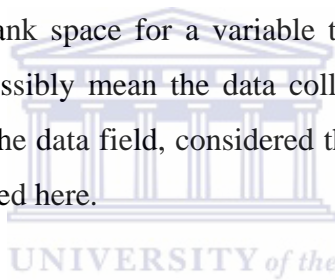 ank space for a variable t
ssibly mean the data coll
he data field, considered th
ed here.
UNIVERSITY of the